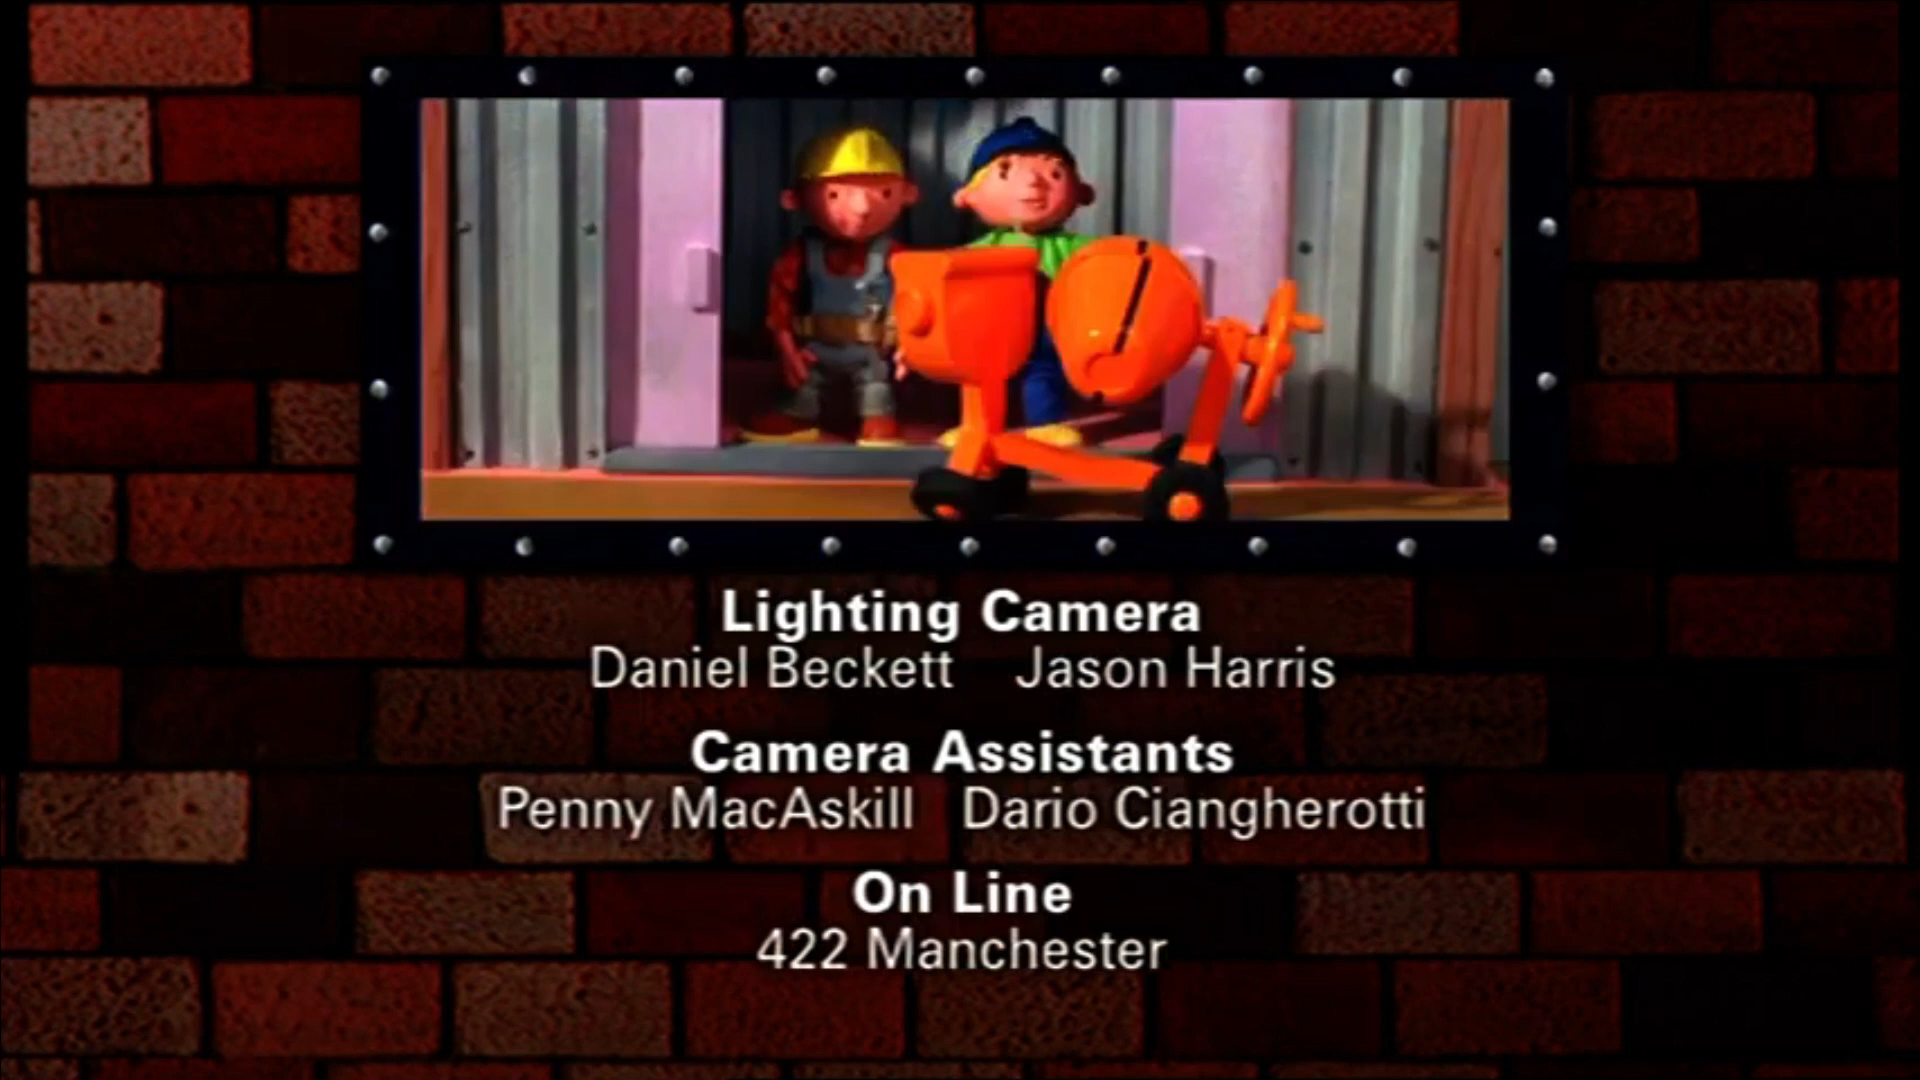 Lighting Camera
Daniel Beckett Jason Harris
Camera Assistants
Penny MacAskill Dario Ciangherotti
On Line
422 Manchester